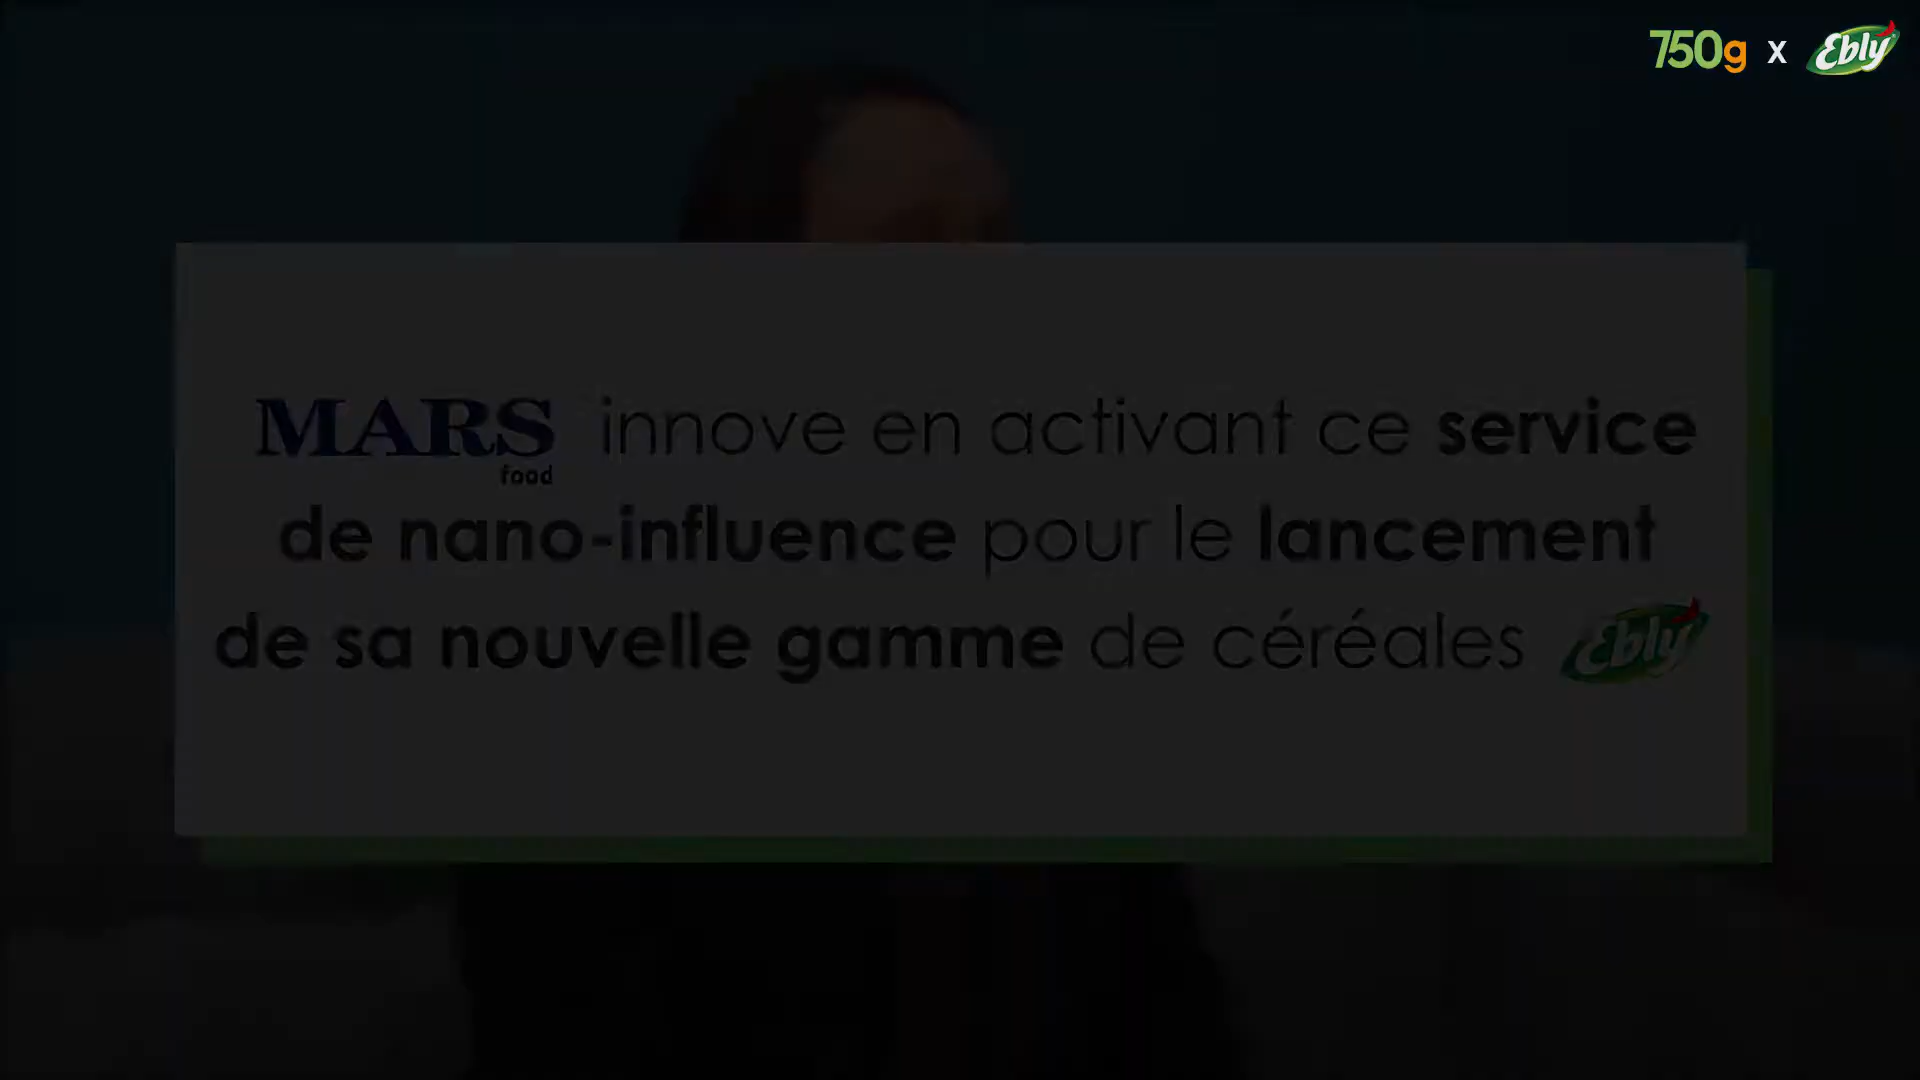 750g x Ebly
MARS food innove en activant ce service
de nano-influence pour le lancement
de sa nouvelle gamme de céréales Ebly